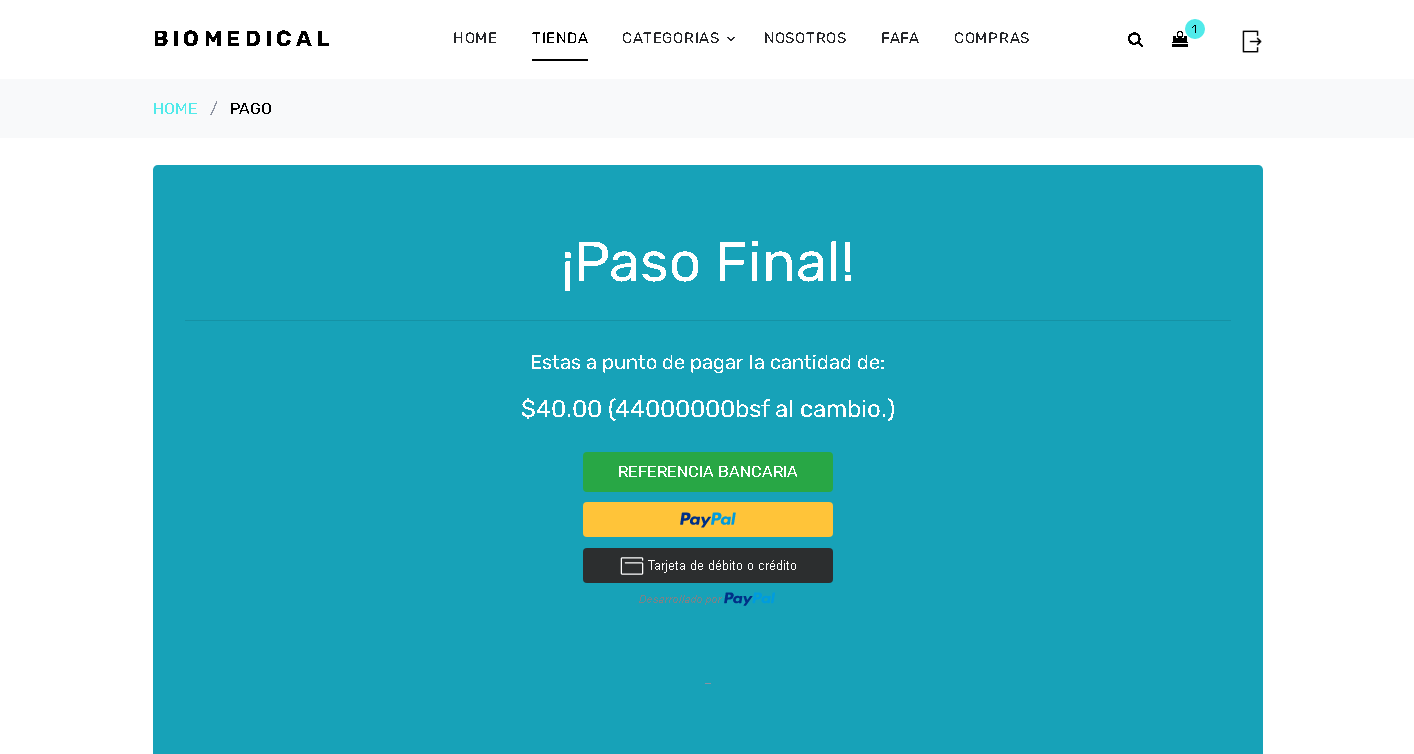 BIOMEDICAL
HOME TIENDA CATEGORIAS NOSOTROS FAFA COMPRAS 1
HOME / PAGO
¡Paso Final!
Estas a punto de pagar la cantidad de:
$40.00 (44000000bsf al cambio.)
REFERENCIA BANCARIA
PayPal
Tarjeta de débito o crédito
PayPal